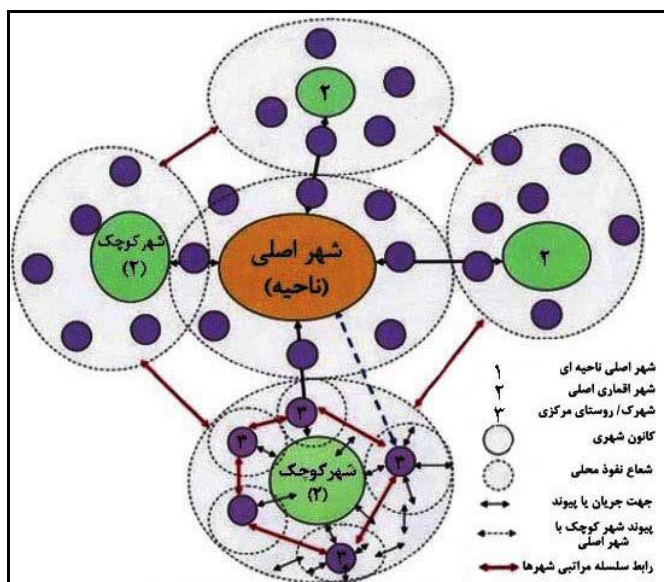 ۲
شهر کوچک
(۲)
شهر اصلی
(ناحیه)
۲
۳
۳
شهر کوچک
(۲)
۳
۳
۱ شهر اصلی ناحیه ای
۲ شهر اقماری اصلی
۳ شهرک/ روستای مرکزی
کانون شهری
شعاع نفوذ محلی
جهت جریان یا پیوند
پیوند شهر کوچک با
شهر اصلی
رابط سلسله مراتبی شهرها